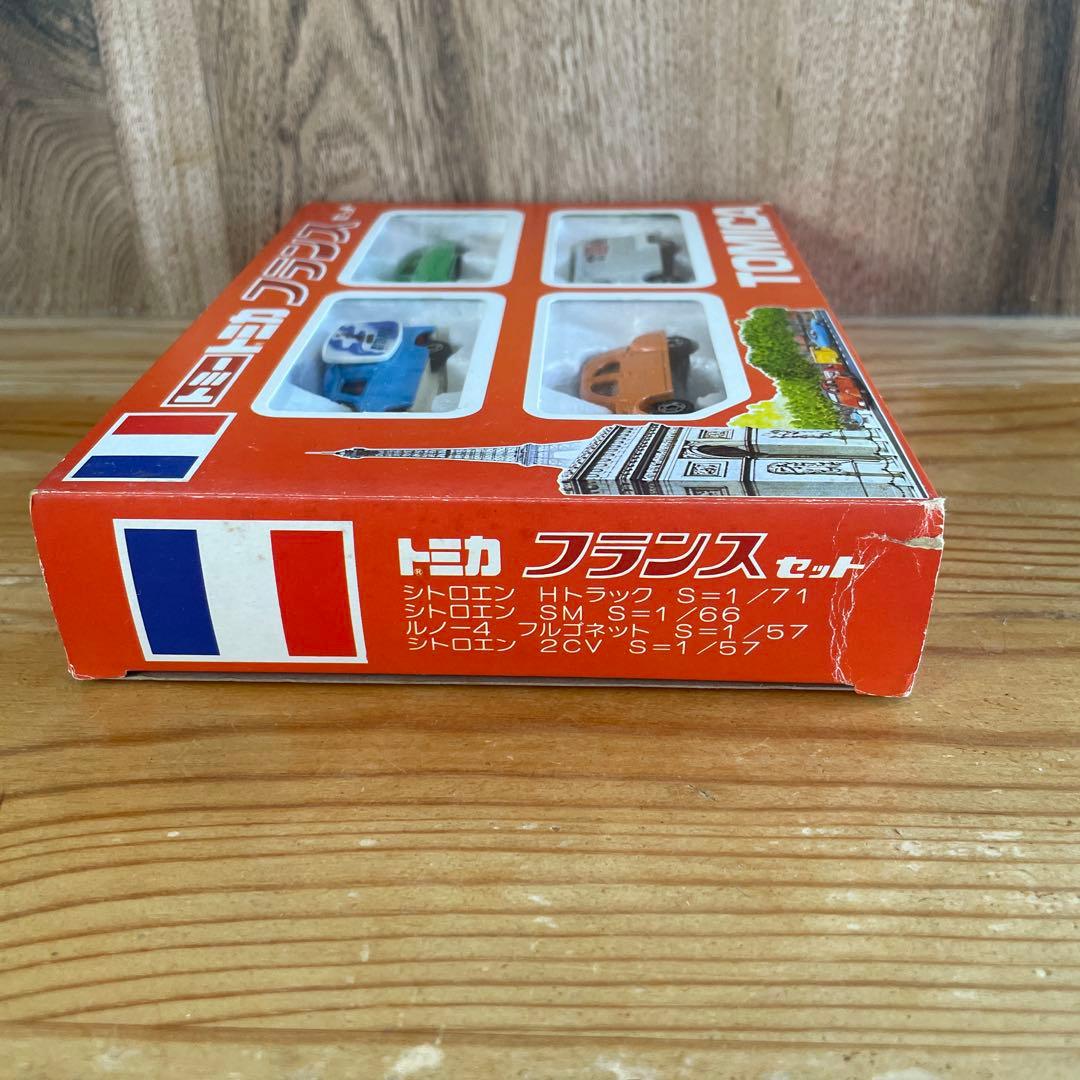 トミー トミカ フランス セット
TOMICA
トミカ® フランス セット
シトロエン Hトラック S=1/71
シトロエン SM S=1/66
ルノー4 フルゴネット S=1/57
シトロエン 2CV S=1/57